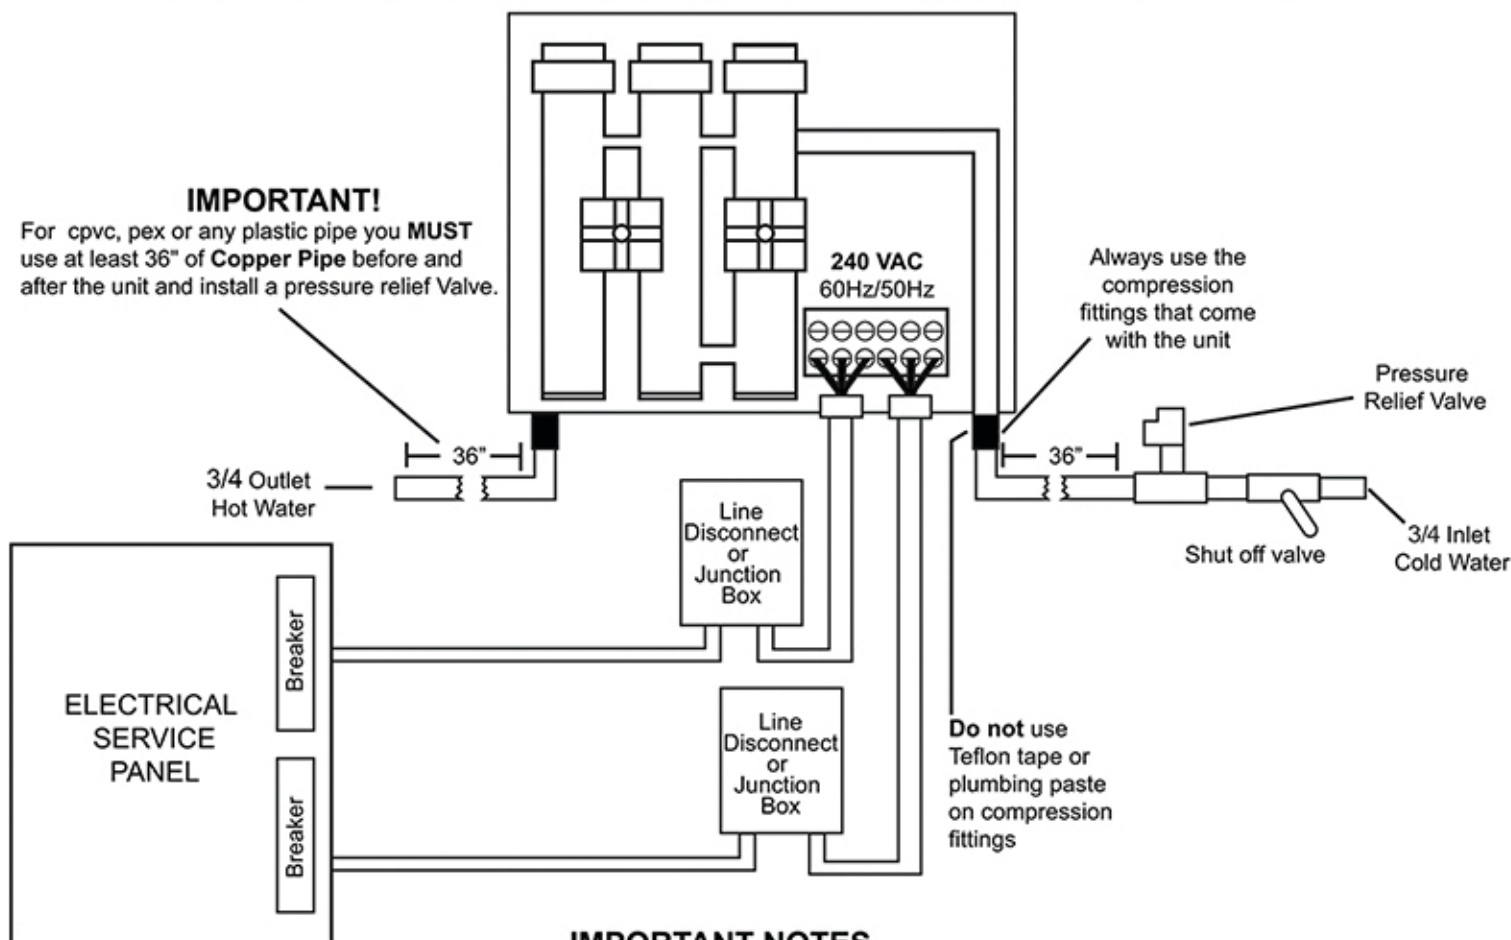 IMPORTANT!
For cpvc, pex or any plastic pipe you MUST
use at least 36" of Copper Pipe before and
after the unit and install a pressure relief Valve.
240 VAC
60Hz/50Hz
Always use the
compression
fittings that come
with the unit
Pressure
Relief Valve
36"
36"
3/4 Outlet
Hot Water
3/4 Inlet
Cold Water
Shut off valve
Line
Disconnect
or
Junction
Box
Breaker
ELECTRICAL
SERVICE
PANEL
Line
Disconnect
or
Junction
Box
Breaker
Do not use
Teflon tape or
plumbing paste
on compression
fittings
IMPORTANT NOTES